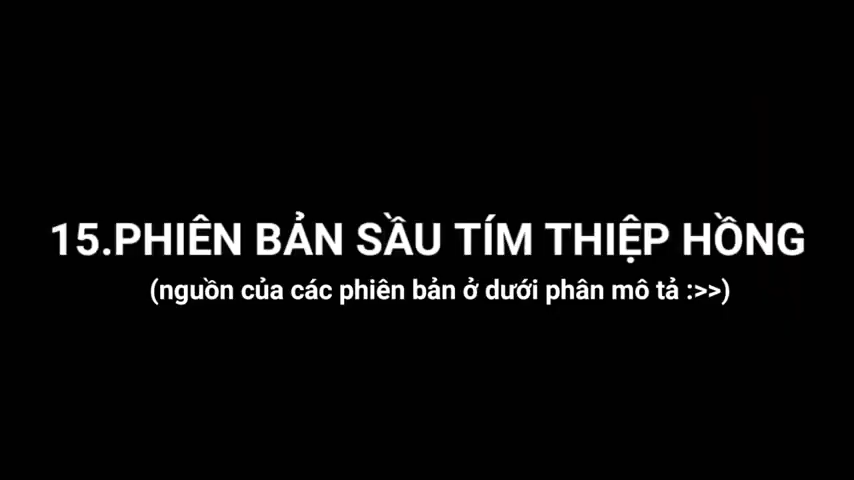 15.PHIÊN BẢN SẦU TÍM THIỆP HỒNG
(nguồn của các phiên bản ở dưới phân mô tả :>>)